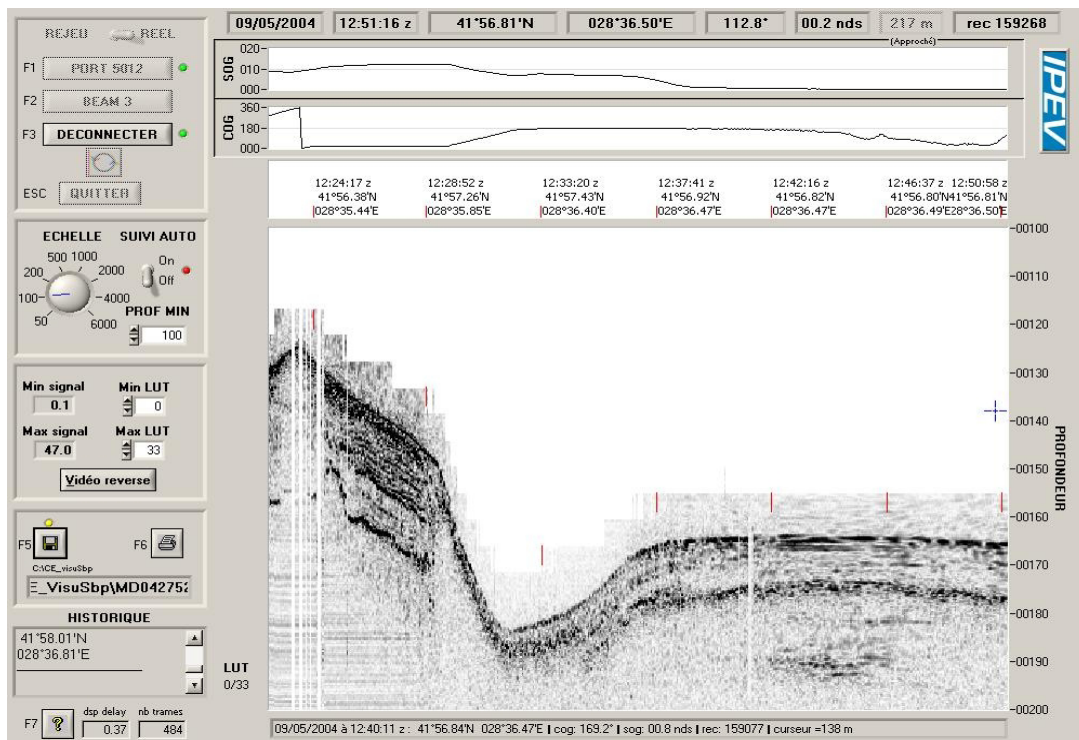 09/05/2004 12:51:16 z 41°56.81'N 028°36.50'E 112.8° 00.2 nds 217 m rec 159268
(Approché)
REJEU REEL
F1 PORT 5012
F2 BEAM 3
F3 DECONNECTER
ESC QUITTER
SOG
020
010
000
COG
360
180
000
IPEV
12:24:17 z 12:28:52 z 12:33:20 z 12:37:41 z 12:42:16 z 12:46:37 z 12:50:58 z
41°56.38'N 41°57.26'N 41°57.43'N 41°56.92'N 41°56.82'N 41°56.80'N 41°56.81'N
028°35.44'E 028°35.85'E 028°36.40'E 028°36.47'E 028°36.47'E 028°36.49'E 028°36.50'E
ECHELLE SUIVI AUTO
500 1000
200 2000
100 4000
50 6000
On
Off
PROF MIN
100
Min signal Min LUT
0.1 0
Max signal Max LUT
47.0 33
Vidéo reverse
F5 F6
C:\CE_visuSbp
E_VisuSbp\MD042752
HISTORIQUE
41°58.01'N
028°36.81'E
F7 ? dsp delay nb trames
0.37 484
LUT
0/33
00100
00110
00120
00130
00140
00150
00160
00170
00180
00190
00200
PROFONDEUR
09/05/2004 à 12:40:11 z : 41°56.84'N 028°36.47'E | cog: 169.2° | sog: 00.8 nds | rec: 159077 | curseur =138 m